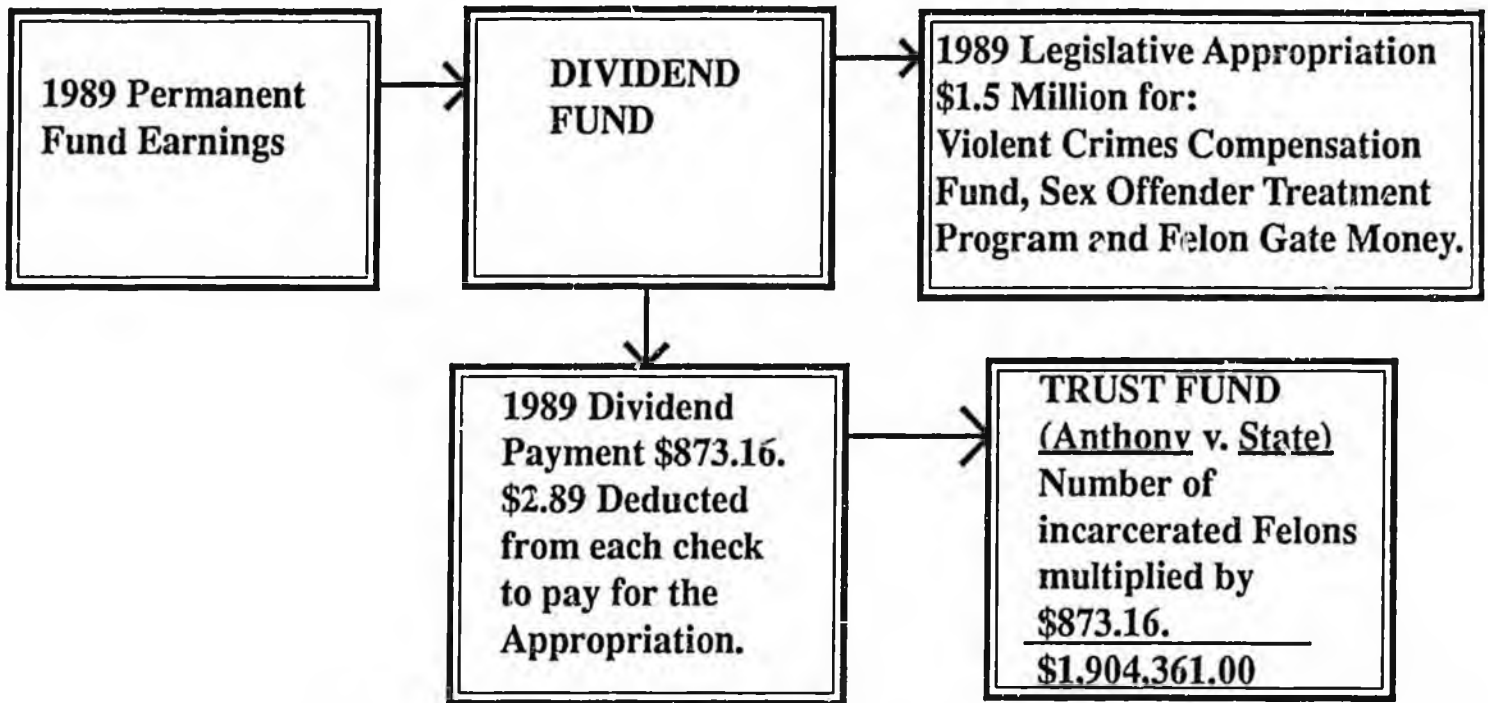 1989 Permanent
Fund Earnings
DIVIDEND
FUND
1989 Legislative Appropriation
$1.5 Million for:
Violent Crimes Compensation
Fund, Sex Offender Treatment
Program and Felon Gate Money.
1989 Dividend
Payment $873.16.
$2.89 Deducted
from each check
to pay for the
Appropriation.
TRUST FUND
(Anthony v. State)
Number of
incarcerated Felons
multiplied by
$873.16.
$1,904,361.00